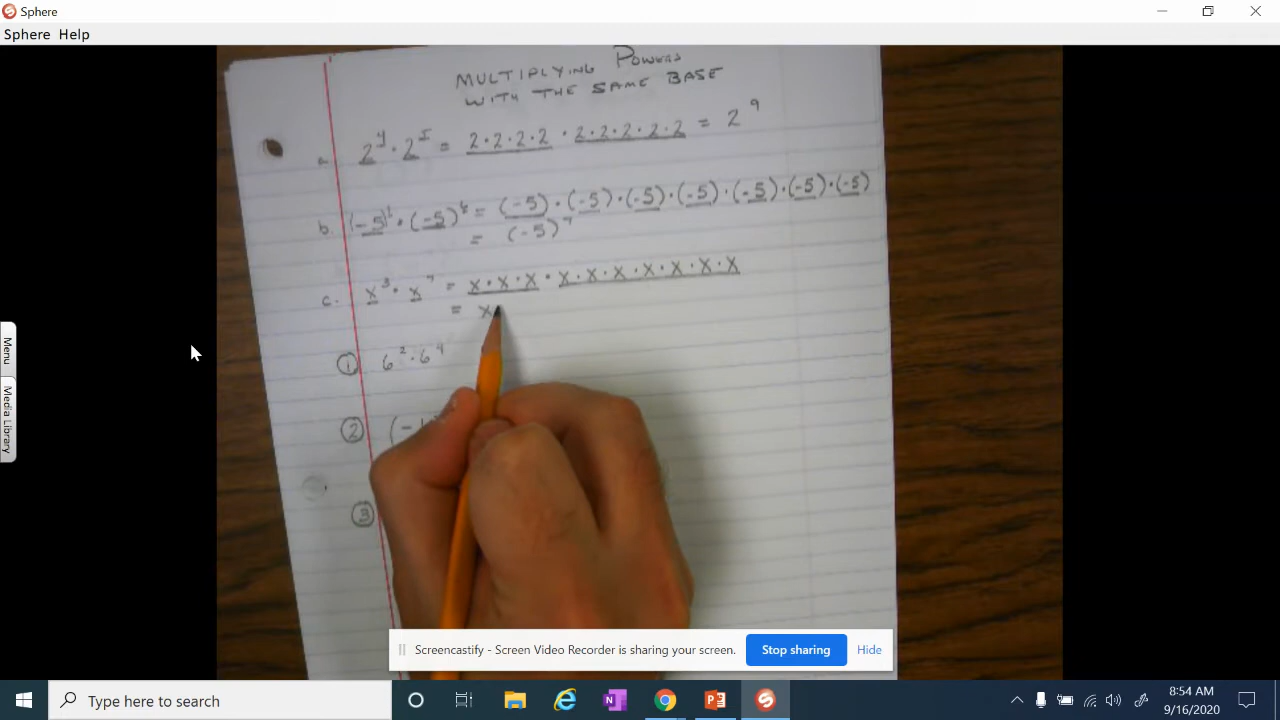 Sphere
Sphere Help
MULTIPLYING POWERS
WITH THE SAME BASE
a. 2⁴ · 2⁵ = 2·2·2·2 · 2·2·2·2·2 = 2⁹
b. (-5)¹ · (-5)⁶ = (-5)·(-5)·(-5)·(-5)·(-5)·(-5)·(-5)
= (-5)⁷
c. x³ · x⁷ = x·x·x · x·x·x·x·x·x·x
= x
① 6² · 6⁴
② (-1
③
Menu
Media Library
Screencastify - Screen Video Recorder is sharing your screen.
Stop sharing
Hide
Type here to search
8:54 AM
9/16/2020